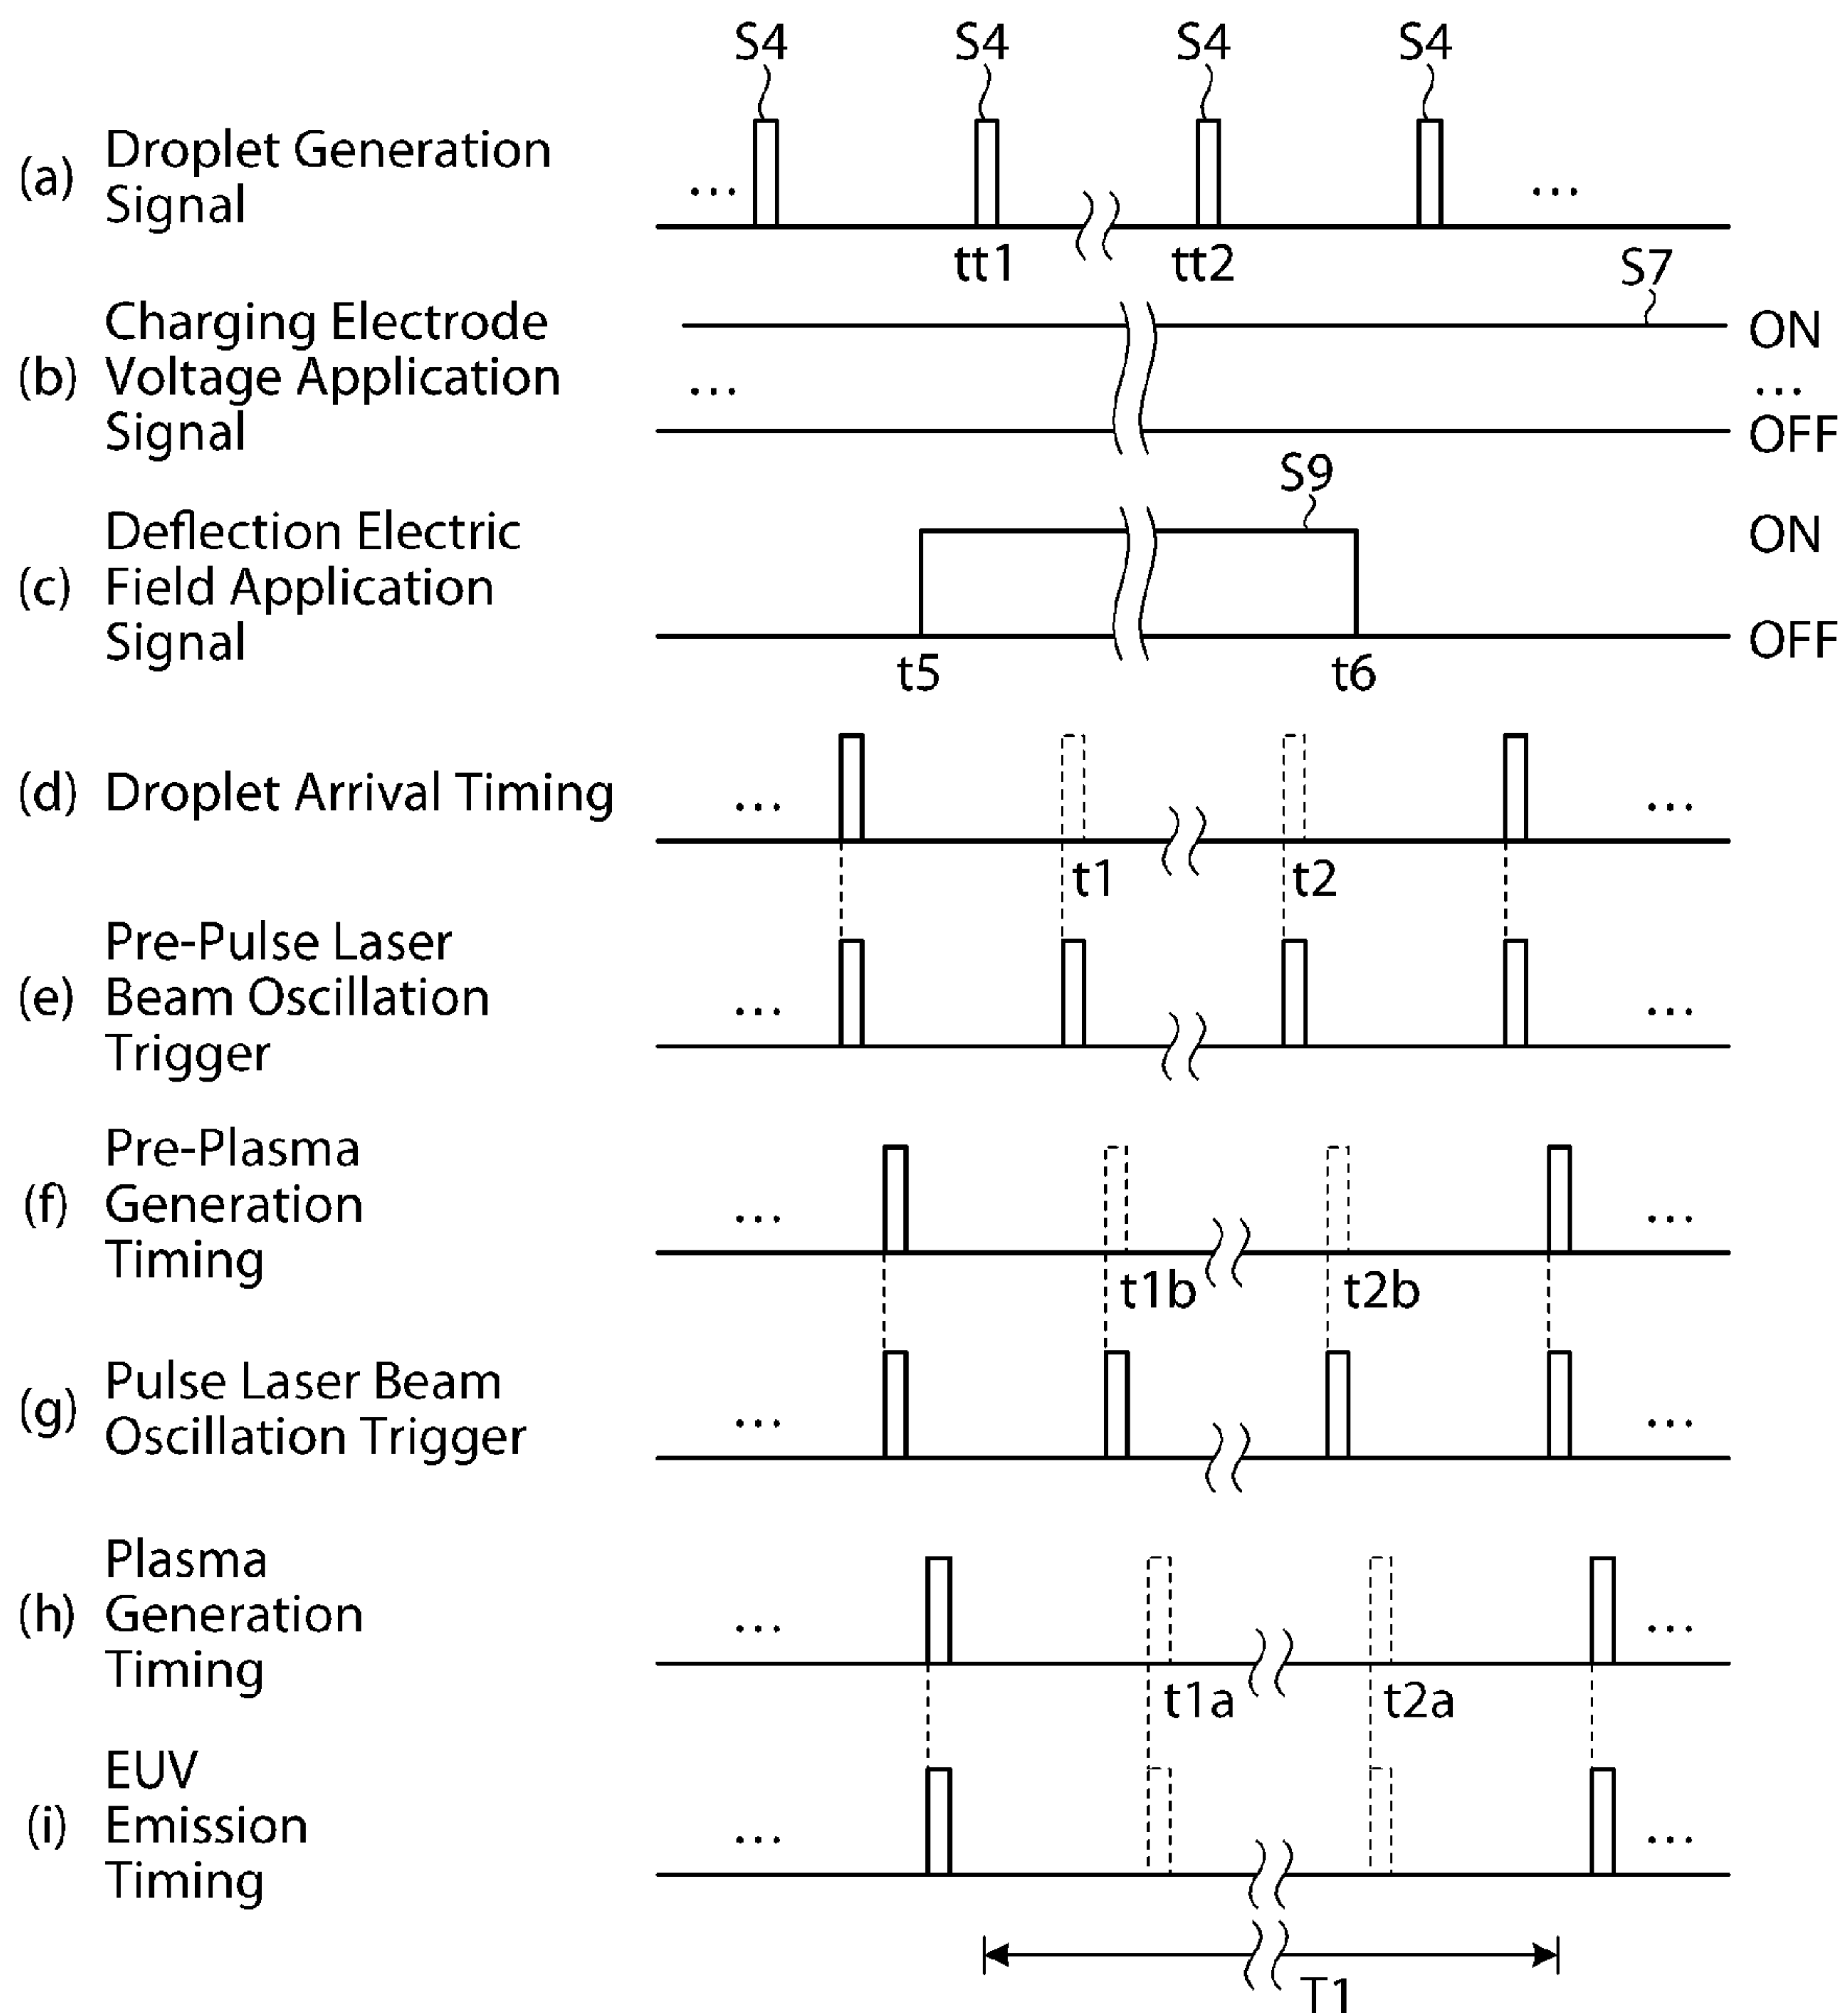 S4 S4 S4 S4
(a) Droplet Generation
Signal
... ...
tt1 tt2
S7
Charging Electrode
(b) Voltage Application
Signal
ON
... ...
OFF
S9
Deflection Electric
(c) Field Application
Signal
ON
OFF
t5 t6
(d) Droplet Arrival Timing
... ...
t1 t2
Pre-Pulse Laser
(e) Beam Oscillation
Trigger
... ...
Pre-Plasma
(f) Generation
Timing
... ...
t1b t2b
(g) Pulse Laser Beam
Oscillation Trigger
... ...
Plasma
(h) Generation
Timing
... ...
t1a t2a
EUV
(i) Emission
Timing
... ...
T1